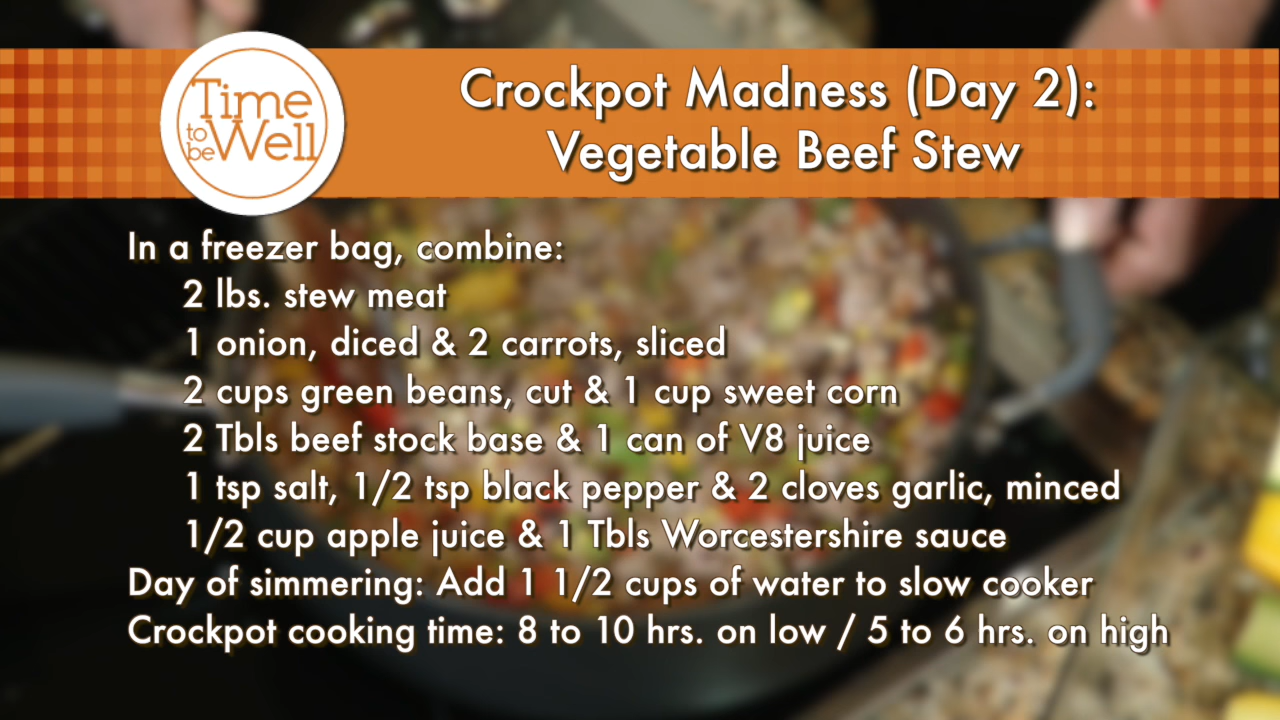 Time
to
be Well
Crockpot Madness (Day 2):
Vegetable Beef Stew
In a freezer bag, combine:
2 lbs. stew meat
1 onion, diced & 2 carrots, sliced
2 cups green beans, cut & 1 cup sweet corn
2 Tbls beef stock base & 1 can of V8 juice
1 tsp salt, 1/2 tsp black pepper & 2 cloves garlic, minced
1/2 cup apple juice & 1 Tbls Worcestershire sauce
Day of simmering: Add 1 1/2 cups of water to slow cooker
Crockpot cooking time: 8 to 10 hrs. on low / 5 to 6 hrs. on high